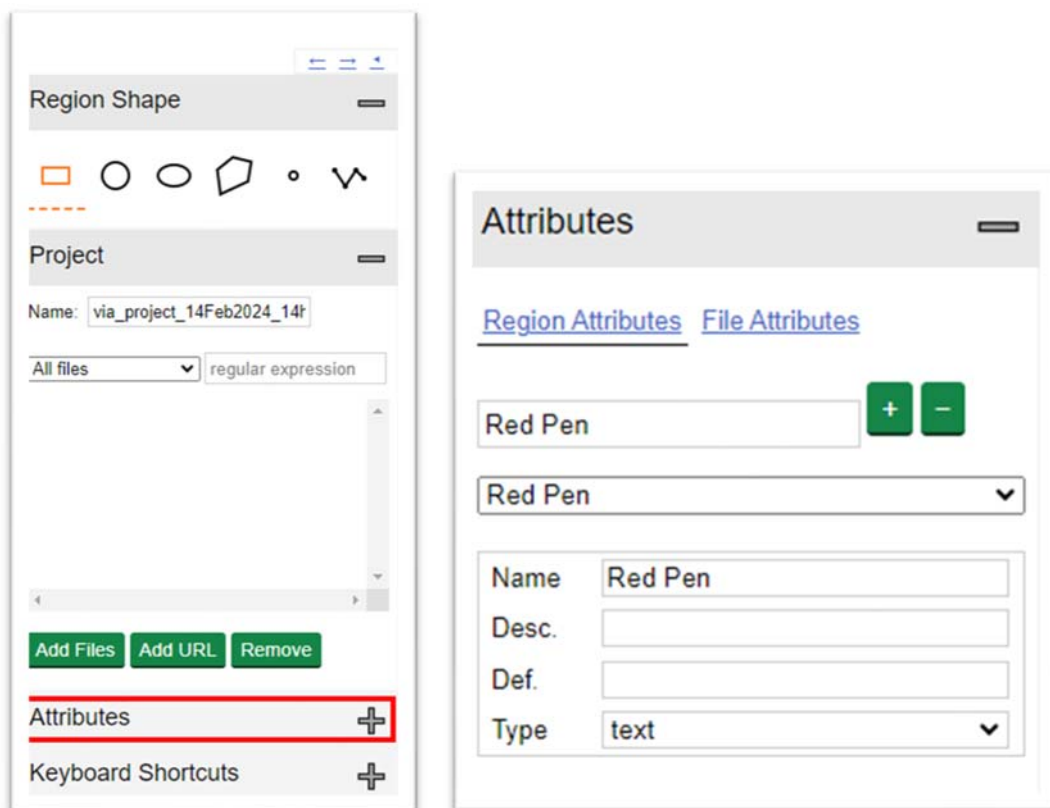 Region Shape
Project
Name: via_project_14Feb2024_14h
All files regular expression
Add Files Add URL Remove
Attributes
Keyboard Shortcuts
Attributes
Region Attributes File Attributes
Red Pen + −
Red Pen
Name Red Pen
Desc.
Def.
Type text